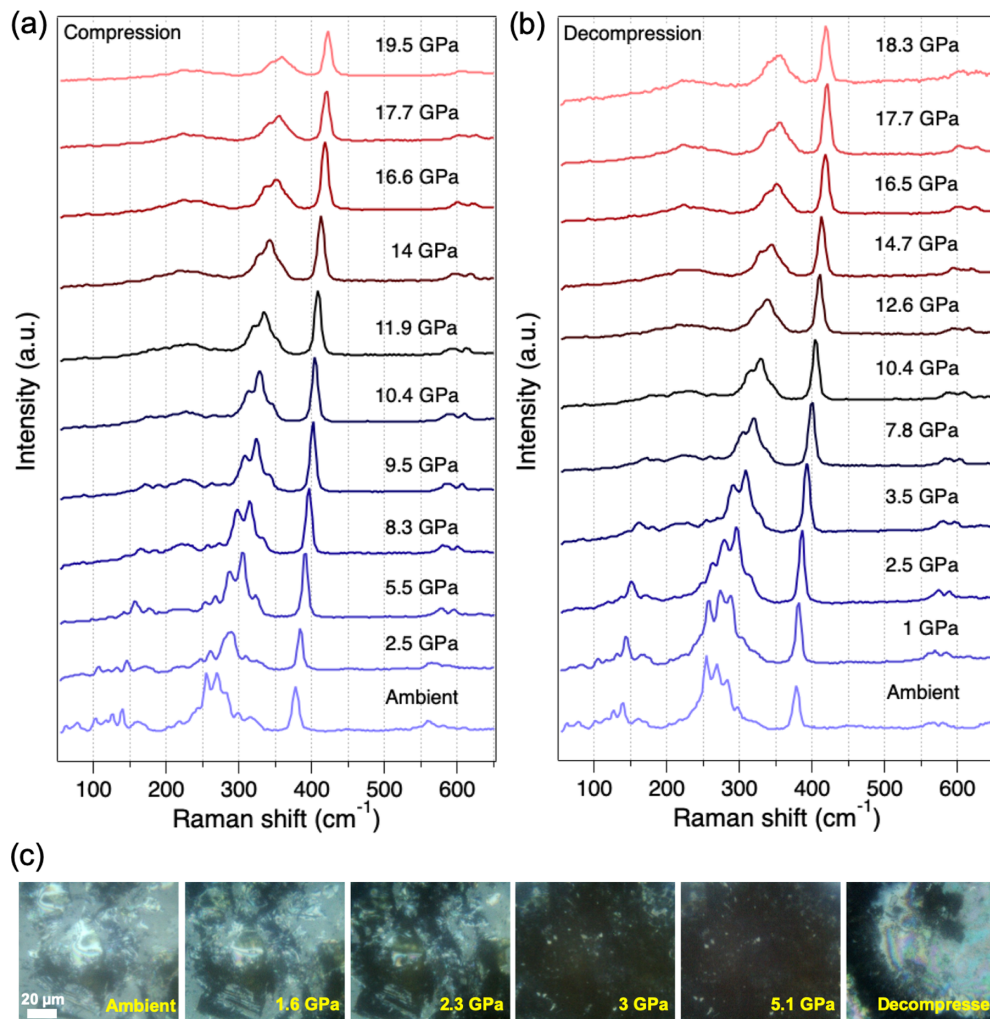 (a)
Compression
19.5 GPa
17.7 GPa
16.6 GPa
14 GPa
11.9 GPa
10.4 GPa
9.5 GPa
8.3 GPa
5.5 GPa
2.5 GPa
Ambient
Intensity (a.u.)
100 200 300 400 500 600
Raman shift (cm⁻¹)
(b)
Decompression
18.3 GPa
17.7 GPa
16.5 GPa
14.7 GPa
12.6 GPa
10.4 GPa
7.8 GPa
3.5 GPa
2.5 GPa
1 GPa
Ambient
Intensity (a.u.)
100 200 300 400 500 600
Raman shift (cm⁻¹)
(c)
20 µm
Ambient
1.6 GPa
2.3 GPa
3 GPa
5.1 GPa
Decompresse